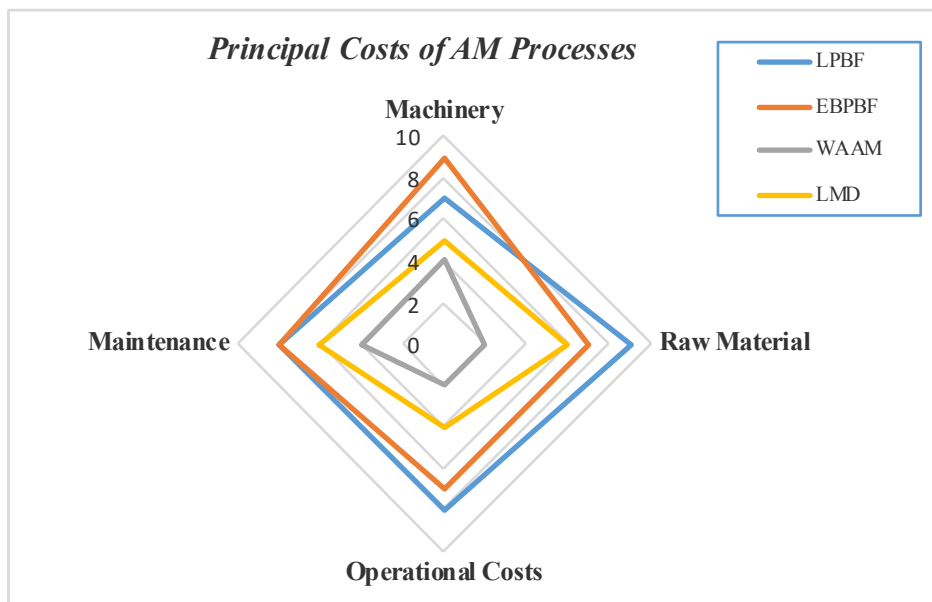 Principal Costs of AM Processes
LPBF
EBPBF
WAAM
LMD
Machinery
10
8
6
4
2
0
Maintenance
Raw Material
Operational Costs